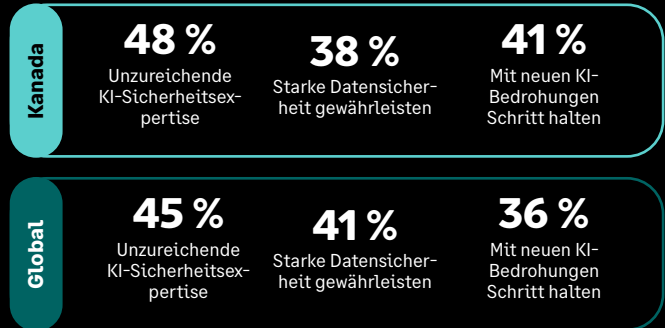 Kanada
48 %
Unzureichende
KI-Sicherheitsex-
pertise
38 %
Starke Datensicher-
heit gewährleisten
41 %
Mit neuen KI-
Bedrohungen
Schritt halten
Global
45 %
Unzureichende
KI-Sicherheitsex-
pertise
41 %
Starke Datensicher-
heit gewährleisten
36 %
Mit neuen KI-
Bedrohungen
Schritt halten